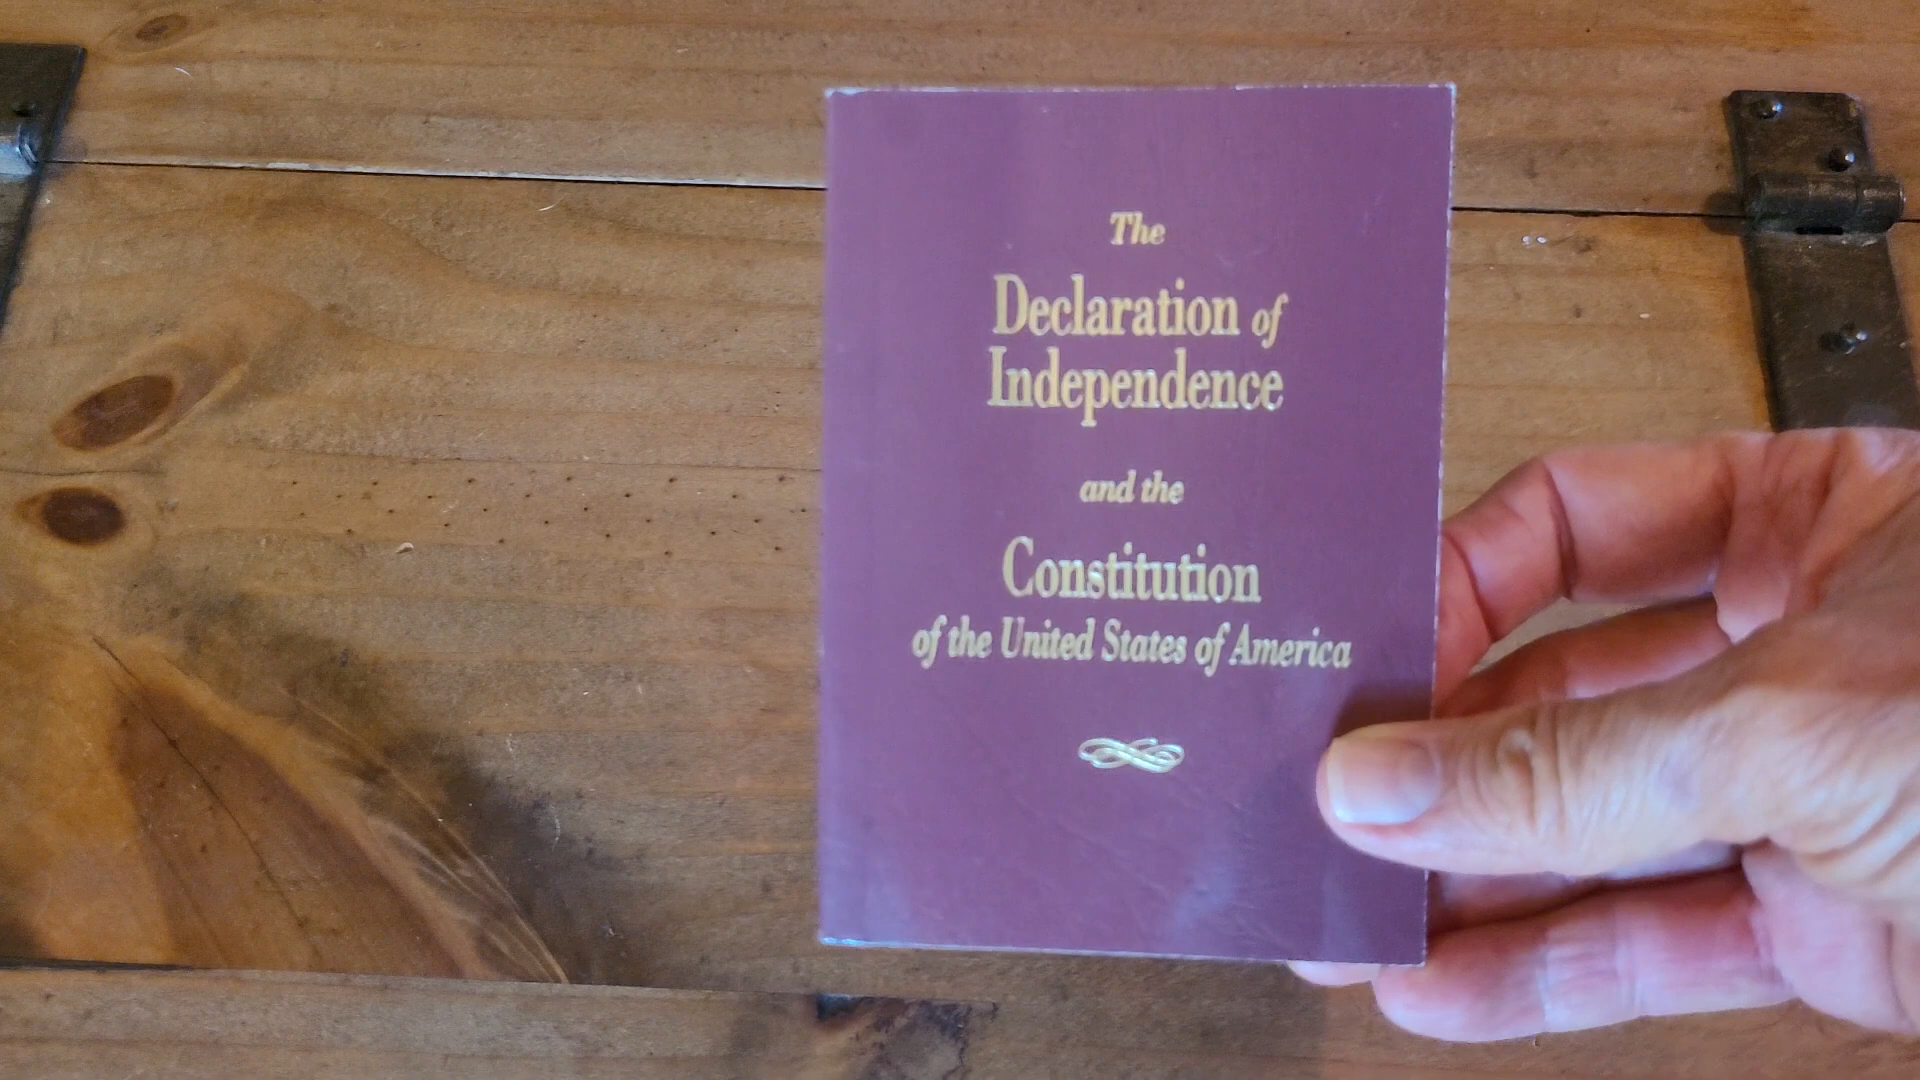 The
Declaration of
Independence
and the
Constitution
of the United States of America